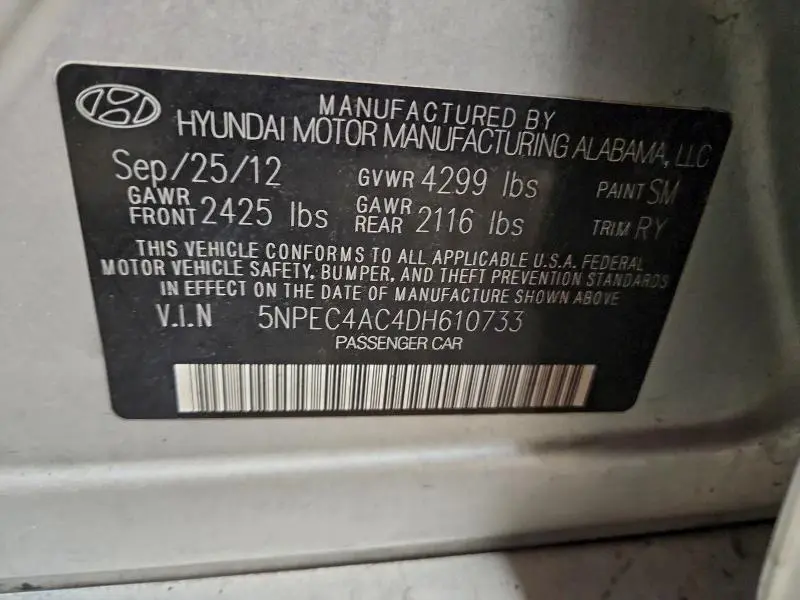 MANUFACTURED BY
HYUNDAI MOTOR MANUFACTURING ALABAMA, LLC
Sep/25/12 GVWR 4299 lbs PAINT SM
GAWR FRONT 2425 lbs GAWR REAR 2116 lbs TRIM RY
THIS VEHICLE CONFORMS TO ALL APPLICABLE U.S.A. FEDERAL
MOTOR VEHICLE SAFETY, BUMPER, AND THEFT PREVENTION STANDARDS
IN EFFECT ON THE DATE OF MANUFACTURE SHOWN ABOVE
V.I.N 5NPEC4AC4DH610733
PASSENGER CAR